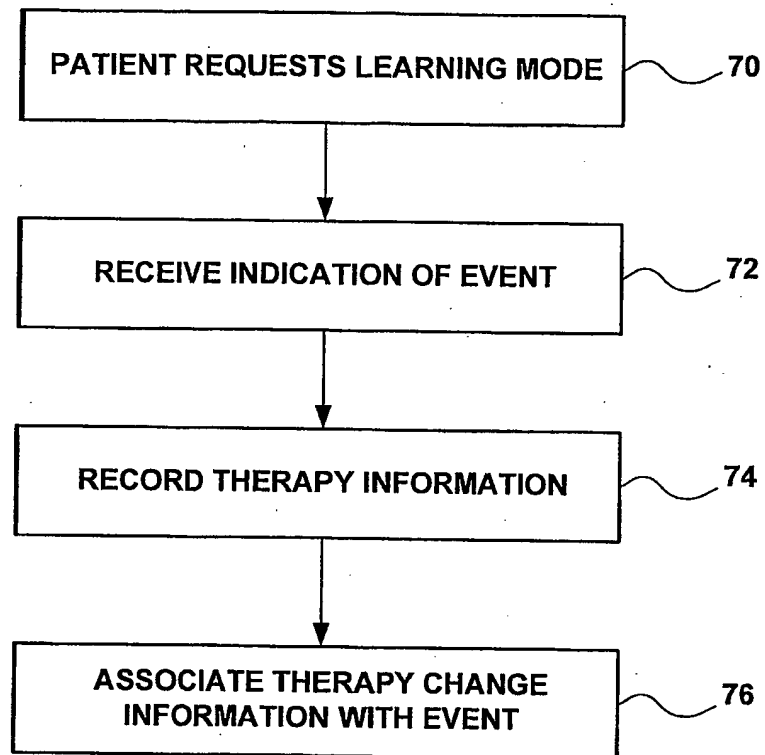 PATIENT REQUESTS LEARNING MODE
70
RECEIVE INDICATION OF EVENT
72
RECORD THERAPY INFORMATION
74
ASSOCIATE THERAPY CHANGE
INFORMATION WITH EVENT
76